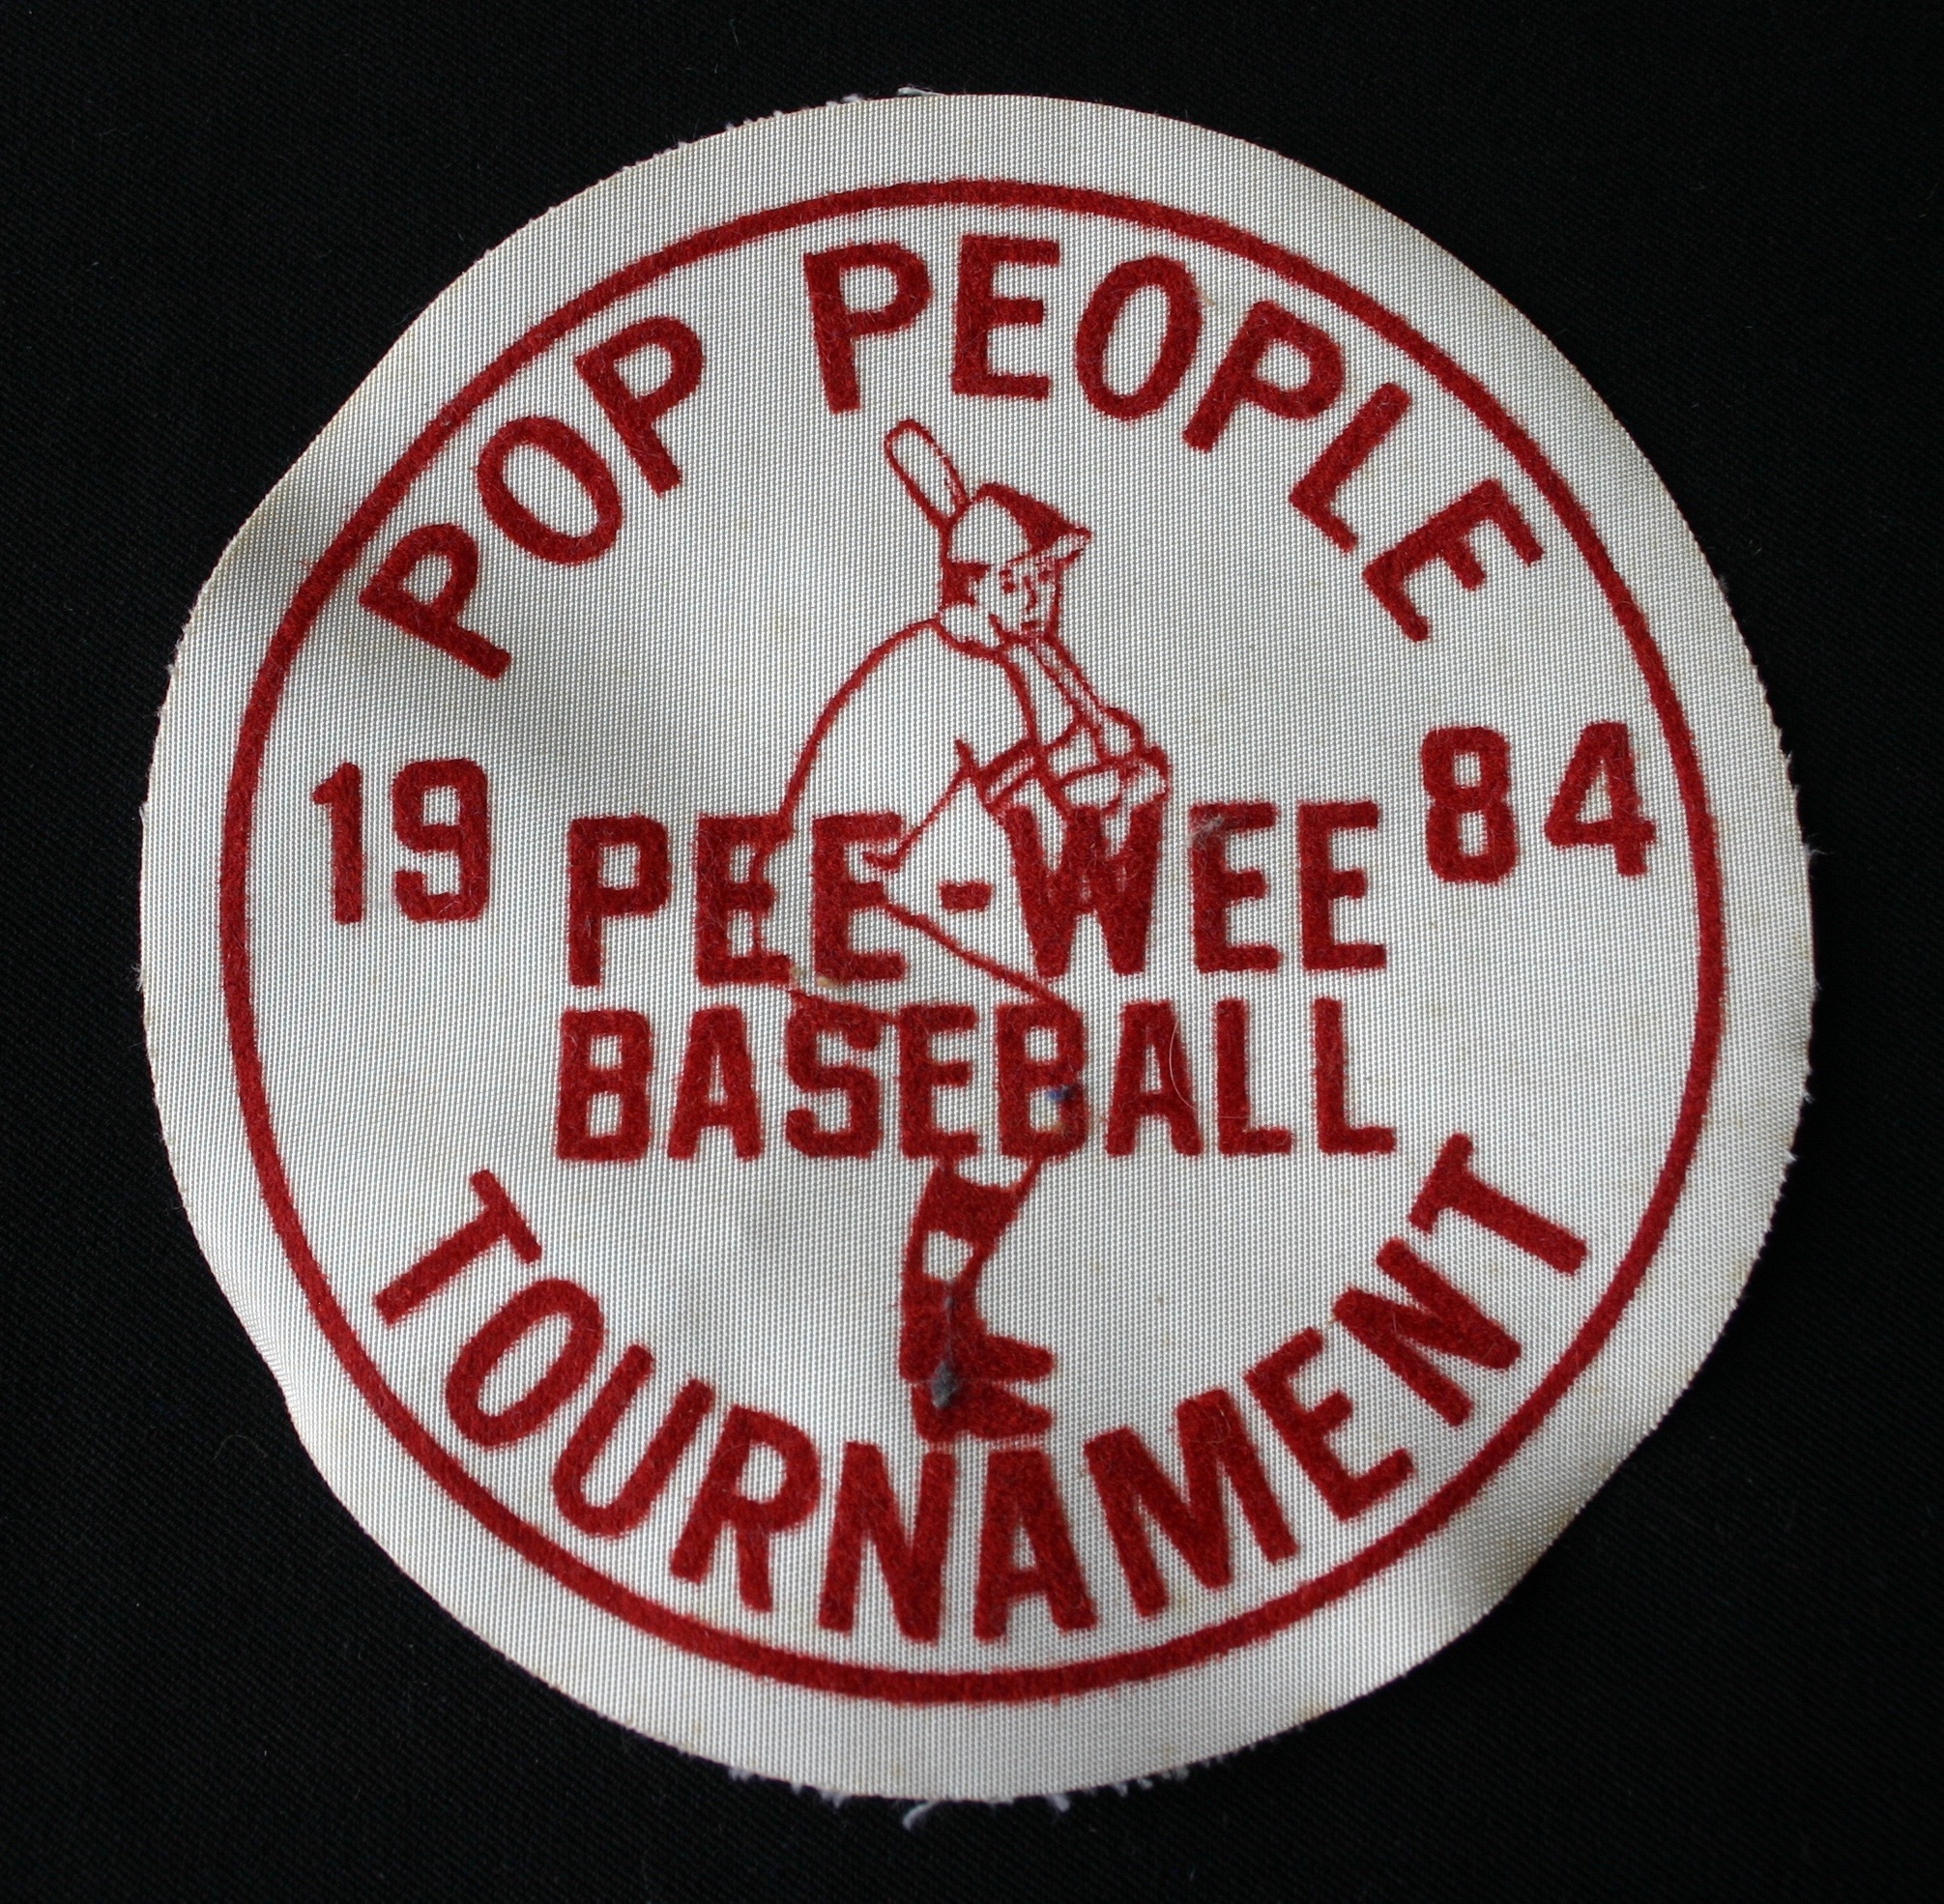 POP PEOPLE
19 84
PEE-WEE
BASEBALL
TOURNAMENT